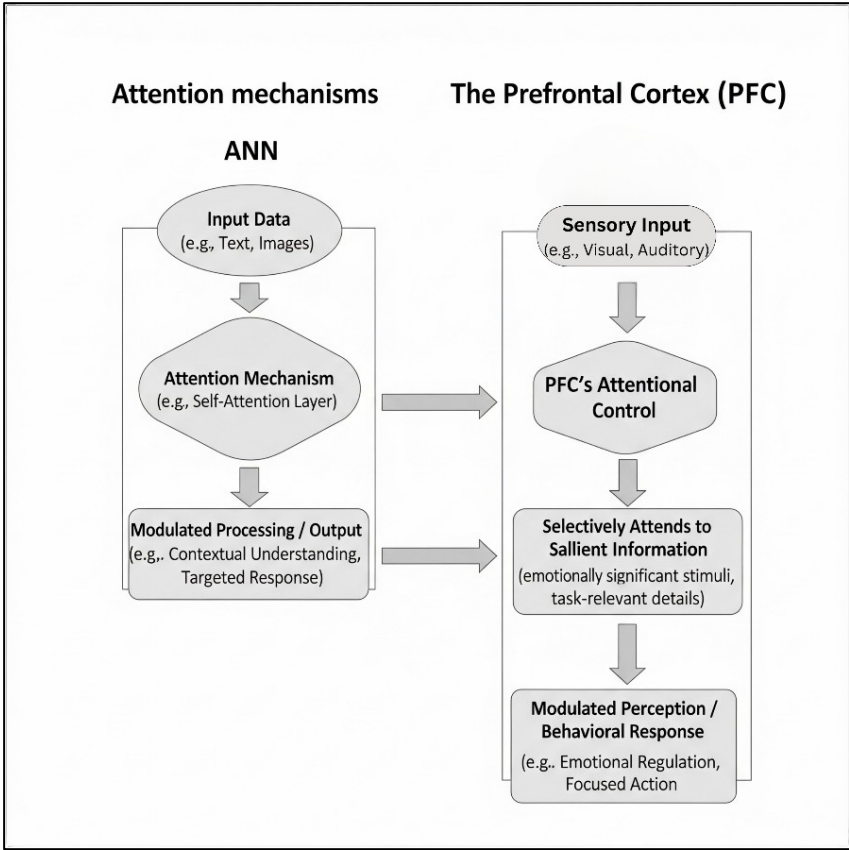 Attention mechanisms
ANN
Input Data
(e.g., Text, Images)
Attention Mechanism
(e.g., Self-Attention Layer)
Modulated Processing / Output
(e.g,. Contextual Understanding,
Targeted Response)
The Prefrontal Cortex (PFC)
Sensory Input
(e.g., Visual, Auditory)
PFC's Attentional
Control
Selectively Attends to
Sallient Information
(emotionally significant stimuli,
task-relevant details)
Modulated Perception /
Behavioral Response
(e.g.. Emotional Regulation,
Focused Action